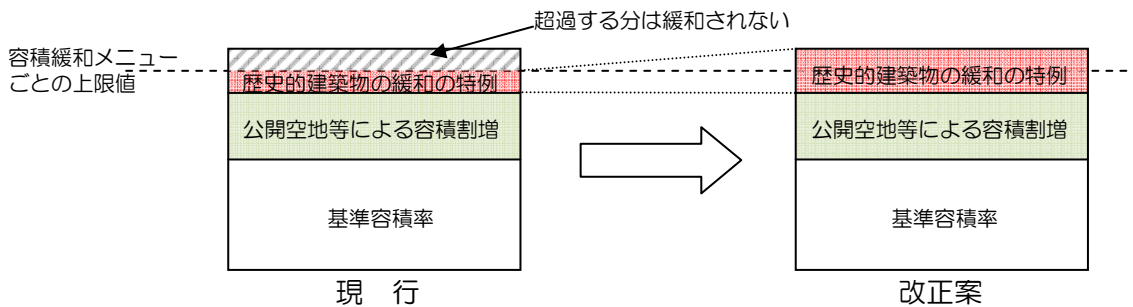 超過する分は緩和されない
容積緩和メニュー
ごとの上限値
歴史的建築物の緩和の特例
公開空地等による容積割増
基準容積率
現 行
歴史的建築物の緩和の特例
公開空地等による容積割増
基準容積率
改正案